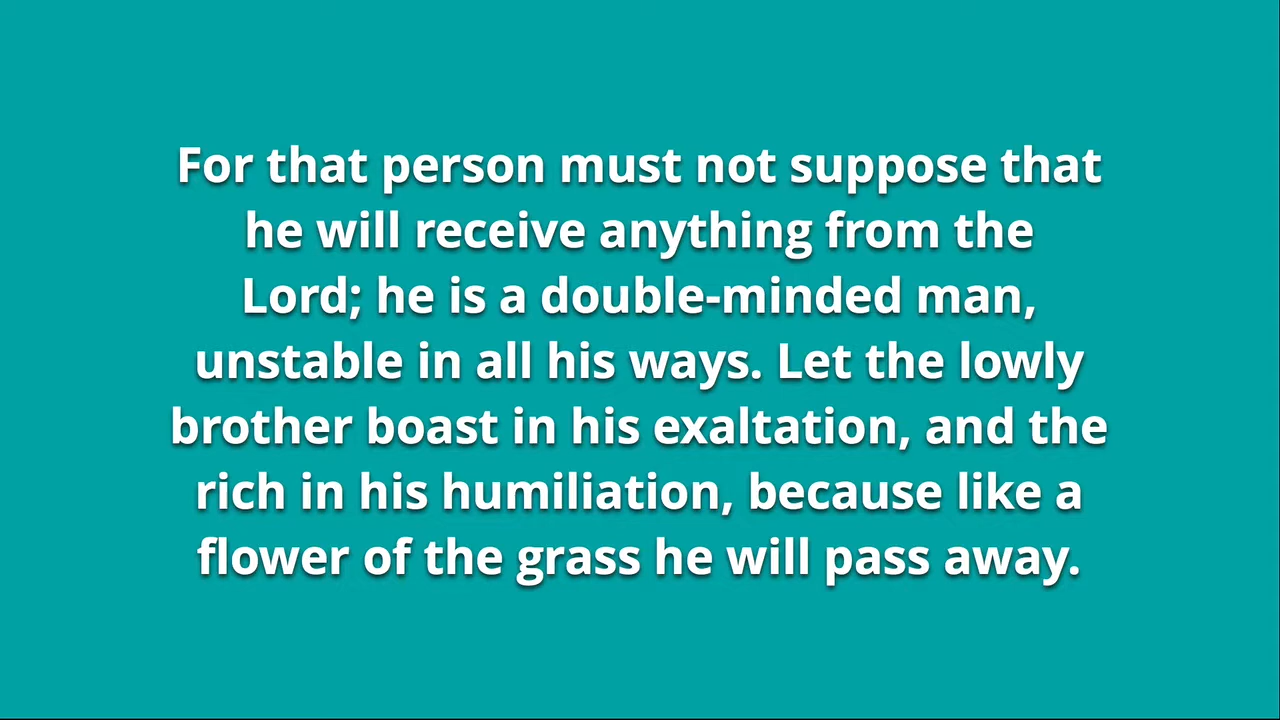 For that person must not suppose that
he will receive anything from the
Lord; he is a double-minded man,
unstable in all his ways. Let the lowly
brother boast in his exaltation, and the
rich in his humiliation, because like a
flower of the grass he will pass away.